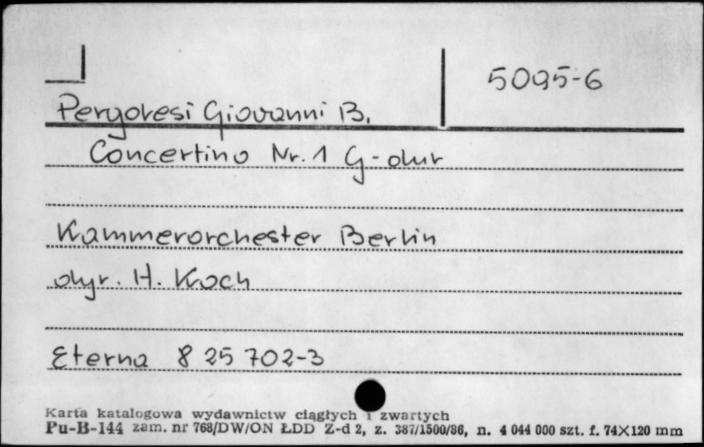 5095-6
Pergolesi Giovanni B.
Concertino Nr. 1 G-dur
Kammerorchester Berlin
dyr. H. Koch
Eterna 8 25 702-3
Karta katalogowa wydawnictw ciągłych i zwartych
Pu-B-144 zam. nr 768/DW/ON ŁDD Z-d 2, z. 387/1500/86, n. 4 044 000 szt. f. 74×120 mm